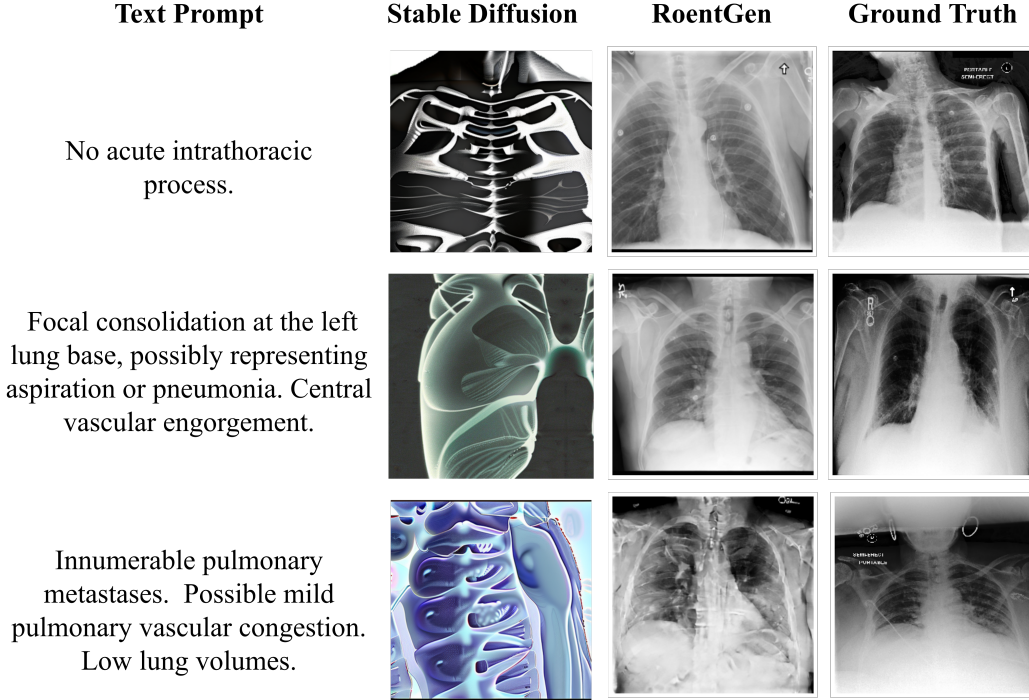 Text Prompt Stable Diffusion RoentGen Ground Truth
No acute intrathoracic
process.
PORTABLE
SEMI-ERECT
Focal consolidation at the left
lung base, possibly representing
aspiration or pneumonia. Central
vascular engorgement.
R
Innumerable pulmonary
metastases.  Possible mild
pulmonary vascular congestion.
Low lung volumes.
SEMIERECT
PORTABLE